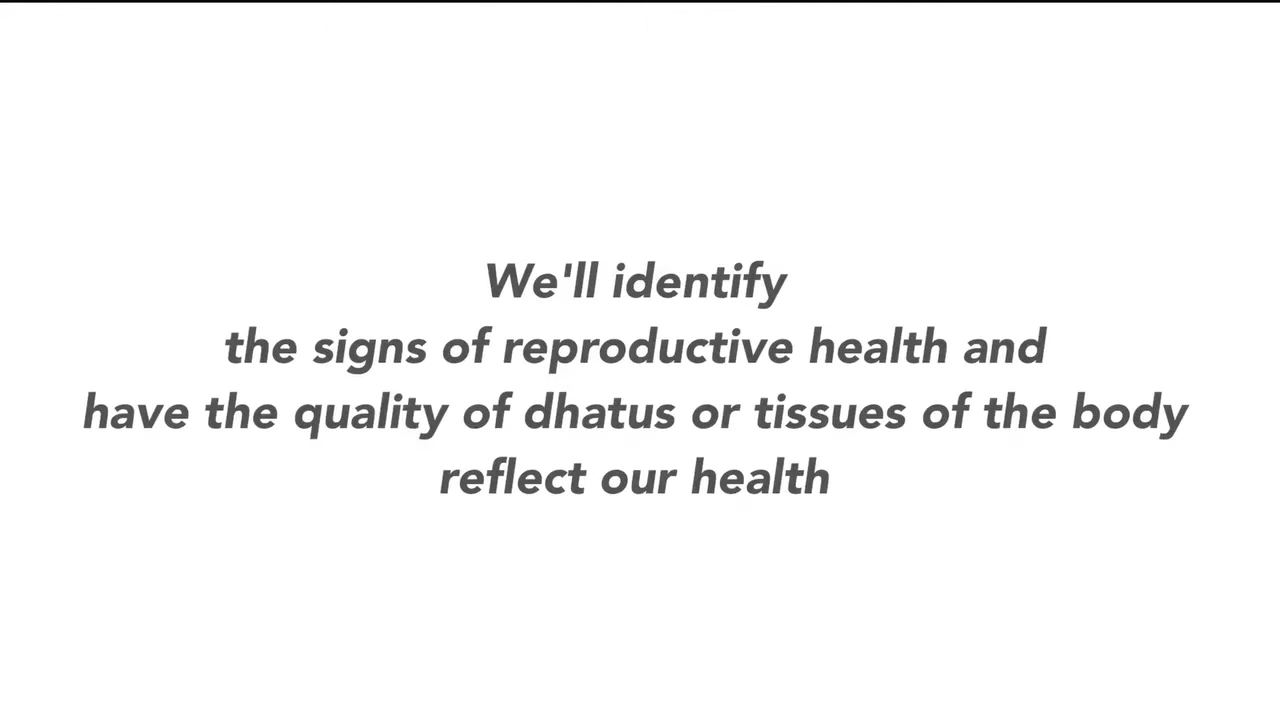 We'll identify
the signs of reproductive health and
have the quality of dhatus or tissues of the body
reflect our health